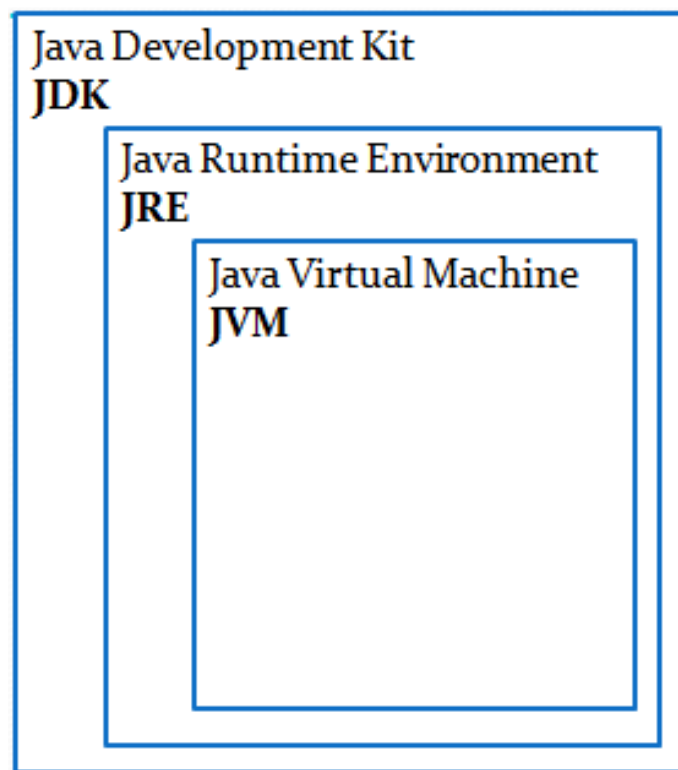 Java Development Kit
JDK
Java Runtime Environment
JRE
Java Virtual Machine
JVM